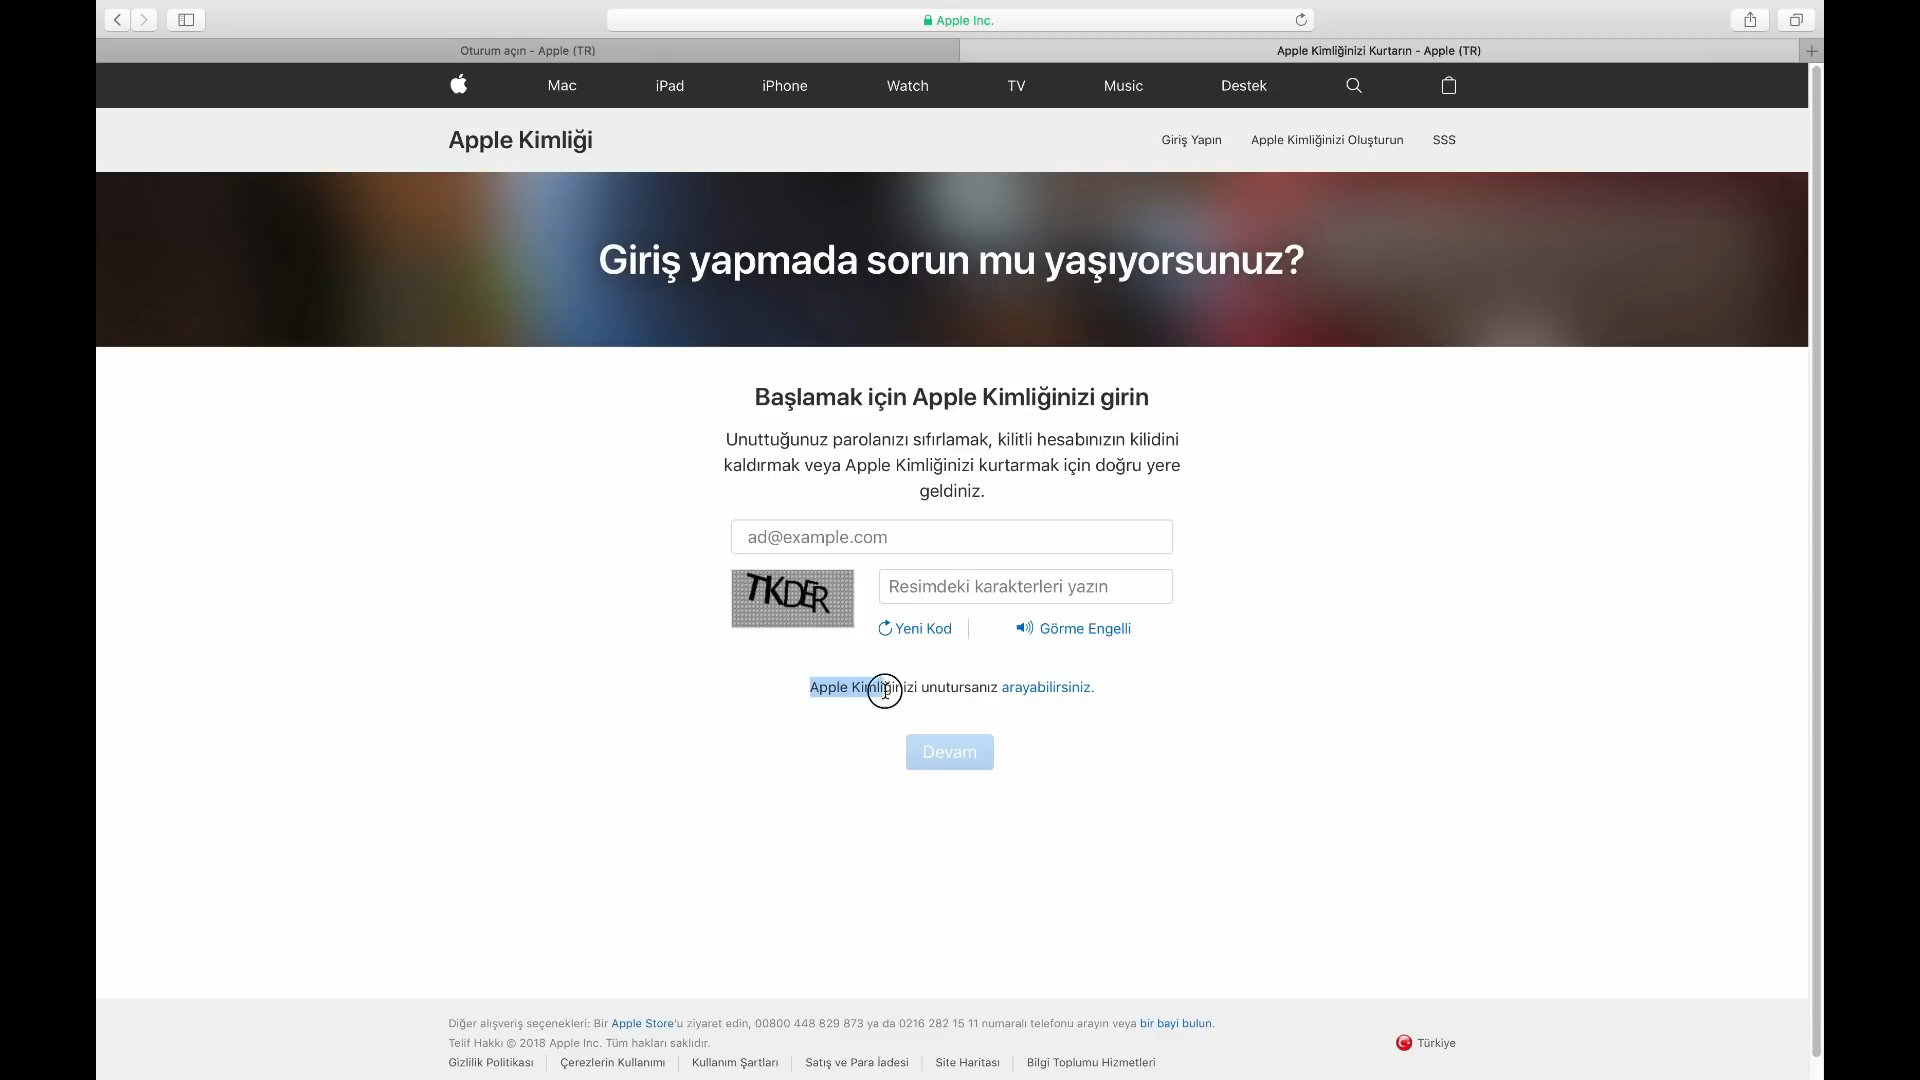 Apple Inc.
Oturum açın - Apple (TR)
Apple Kimliğinizi Kurtarın - Apple (TR)
Mac iPad iPhone Watch TV Music Destek
Apple Kimliği
Giriş Yapın Apple Kimliğinizi Oluşturun SSS
Giriş yapmada sorun mu yaşıyorsunuz?
Başlamak için Apple Kimliğinizi girin
Unuttuğunuz parolanızı sıfırlamak, kilitli hesabınızın kilidini
kaldırmak veya Apple Kimliğinizi kurtarmak için doğru yere
geldiniz.
ad@example.com
TKDER
Resimdeki karakterleri yazın
Yeni Kod Görme Engelli
Apple Kimliğinizi unutursanız arayabilirsiniz.
Devam
Diğer alışveriş seçenekleri: Bir Apple Store'u ziyaret edin, 00800 448 829 873 ya da 0216 282 15 11 numaralı telefonu arayın veya bir bayi bulun.
Telif Hakkı © 2018 Apple Inc. Tüm hakları saklıdır.
Türkiye
Gizlilik Politikası Çerezlerin Kullanımı Kullanım Şartları Satış ve Para İadesi Site Haritası Bilgi Toplumu Hizmetleri